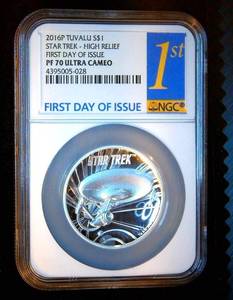 2016P TUVALU S$1
STAR TREK - HIGH RELIEF
FIRST DAY OF ISSUE
PF 70 ULTRA CAMEO
4395005-028
1st
FIRST DAY OF ISSUE
NGC
STAR TREK